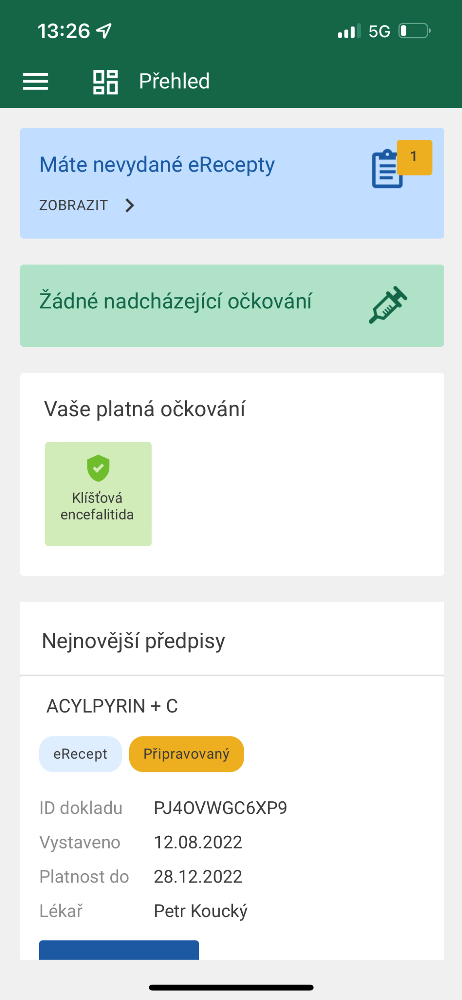 13:26 5G
Přehled
Máte nevydané eRecepty
1
ZOBRAZIT
Žádné nadcházející očkování
Vaše platná očkování
Klíšťová
encefalitida
Nejnovější předpisy
ACYLPYRIN + C
eRecept Připravovaný
ID dokladu PJ4OVWGC6XP9
Vystaveno 12.08.2022
Platnost do 28.12.2022
Lékař Petr Koucký